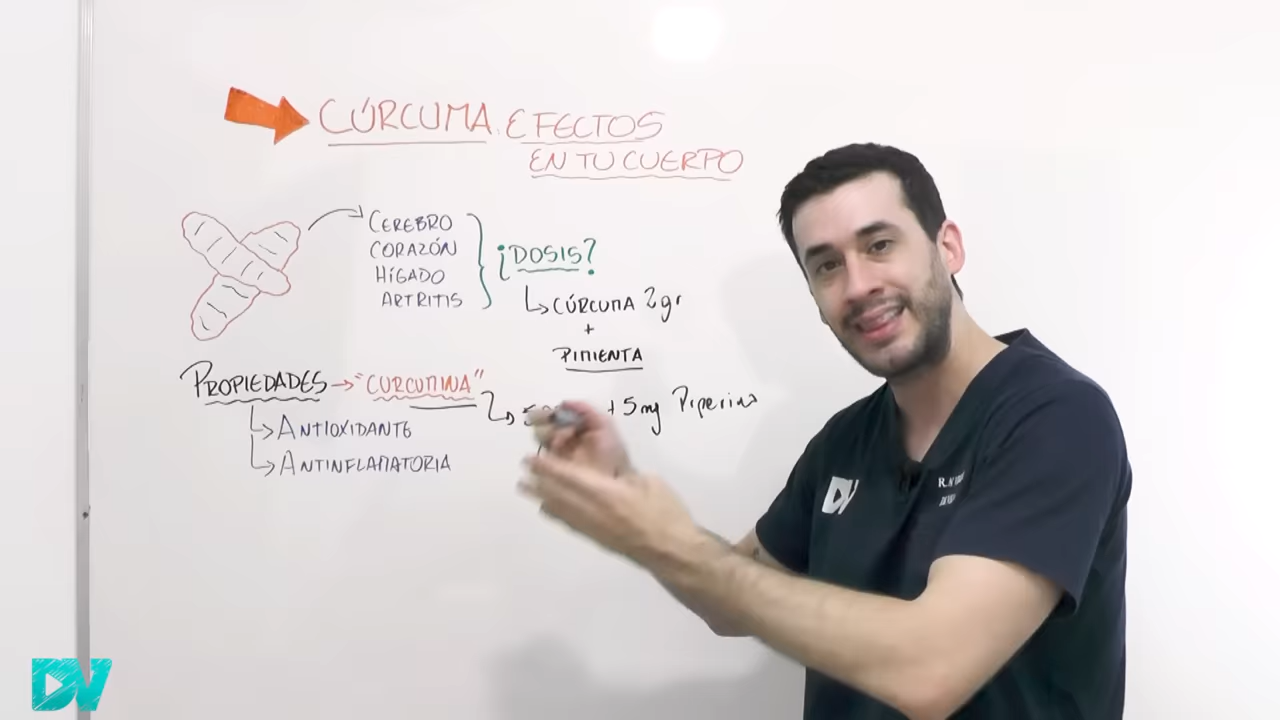 CÚRCUMA. EFECTOS
EN TU CUERPO
CEREBRO
CORAZÓN
HÍGADO
ARTRITIS
¿DOSIS?
CÚRCUMA 2gr
+
PIMIENTA
PROPIEDADES → "CURCUMINA"
+ 5mg Piperina
ANTIOXIDANTE
ANTINFLAMATORIA
DV
DV